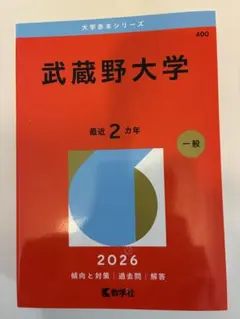 大学赤本シリーズ
400
武蔵野大学
最近2カ年
一般
2026
傾向と対策|過去問|解答
教学社